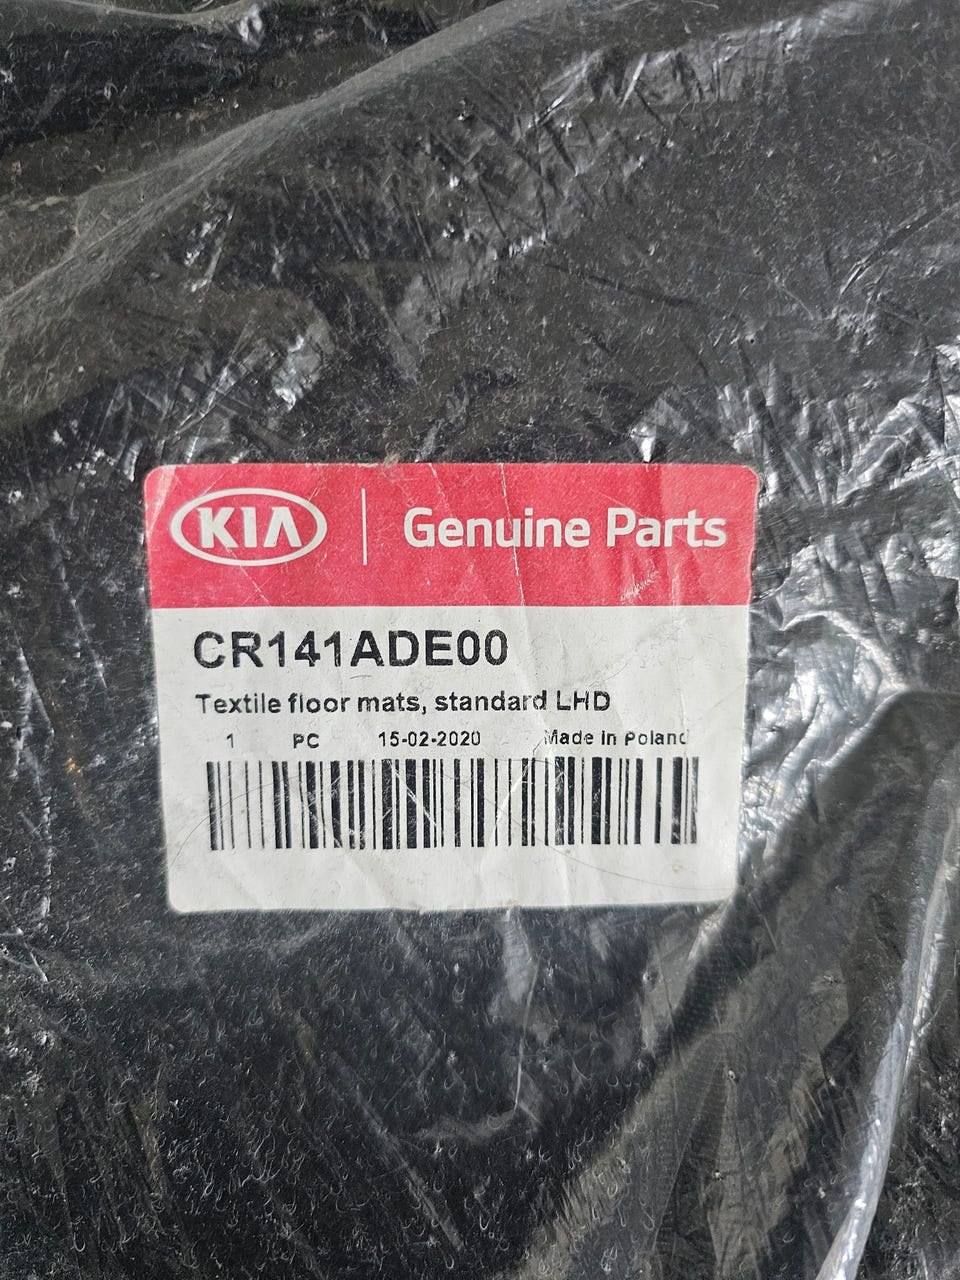 KIA Genuine Parts
CR141ADE00
Textile floor mats, standard LHD
1 PC 15-02-2020 Made in Poland